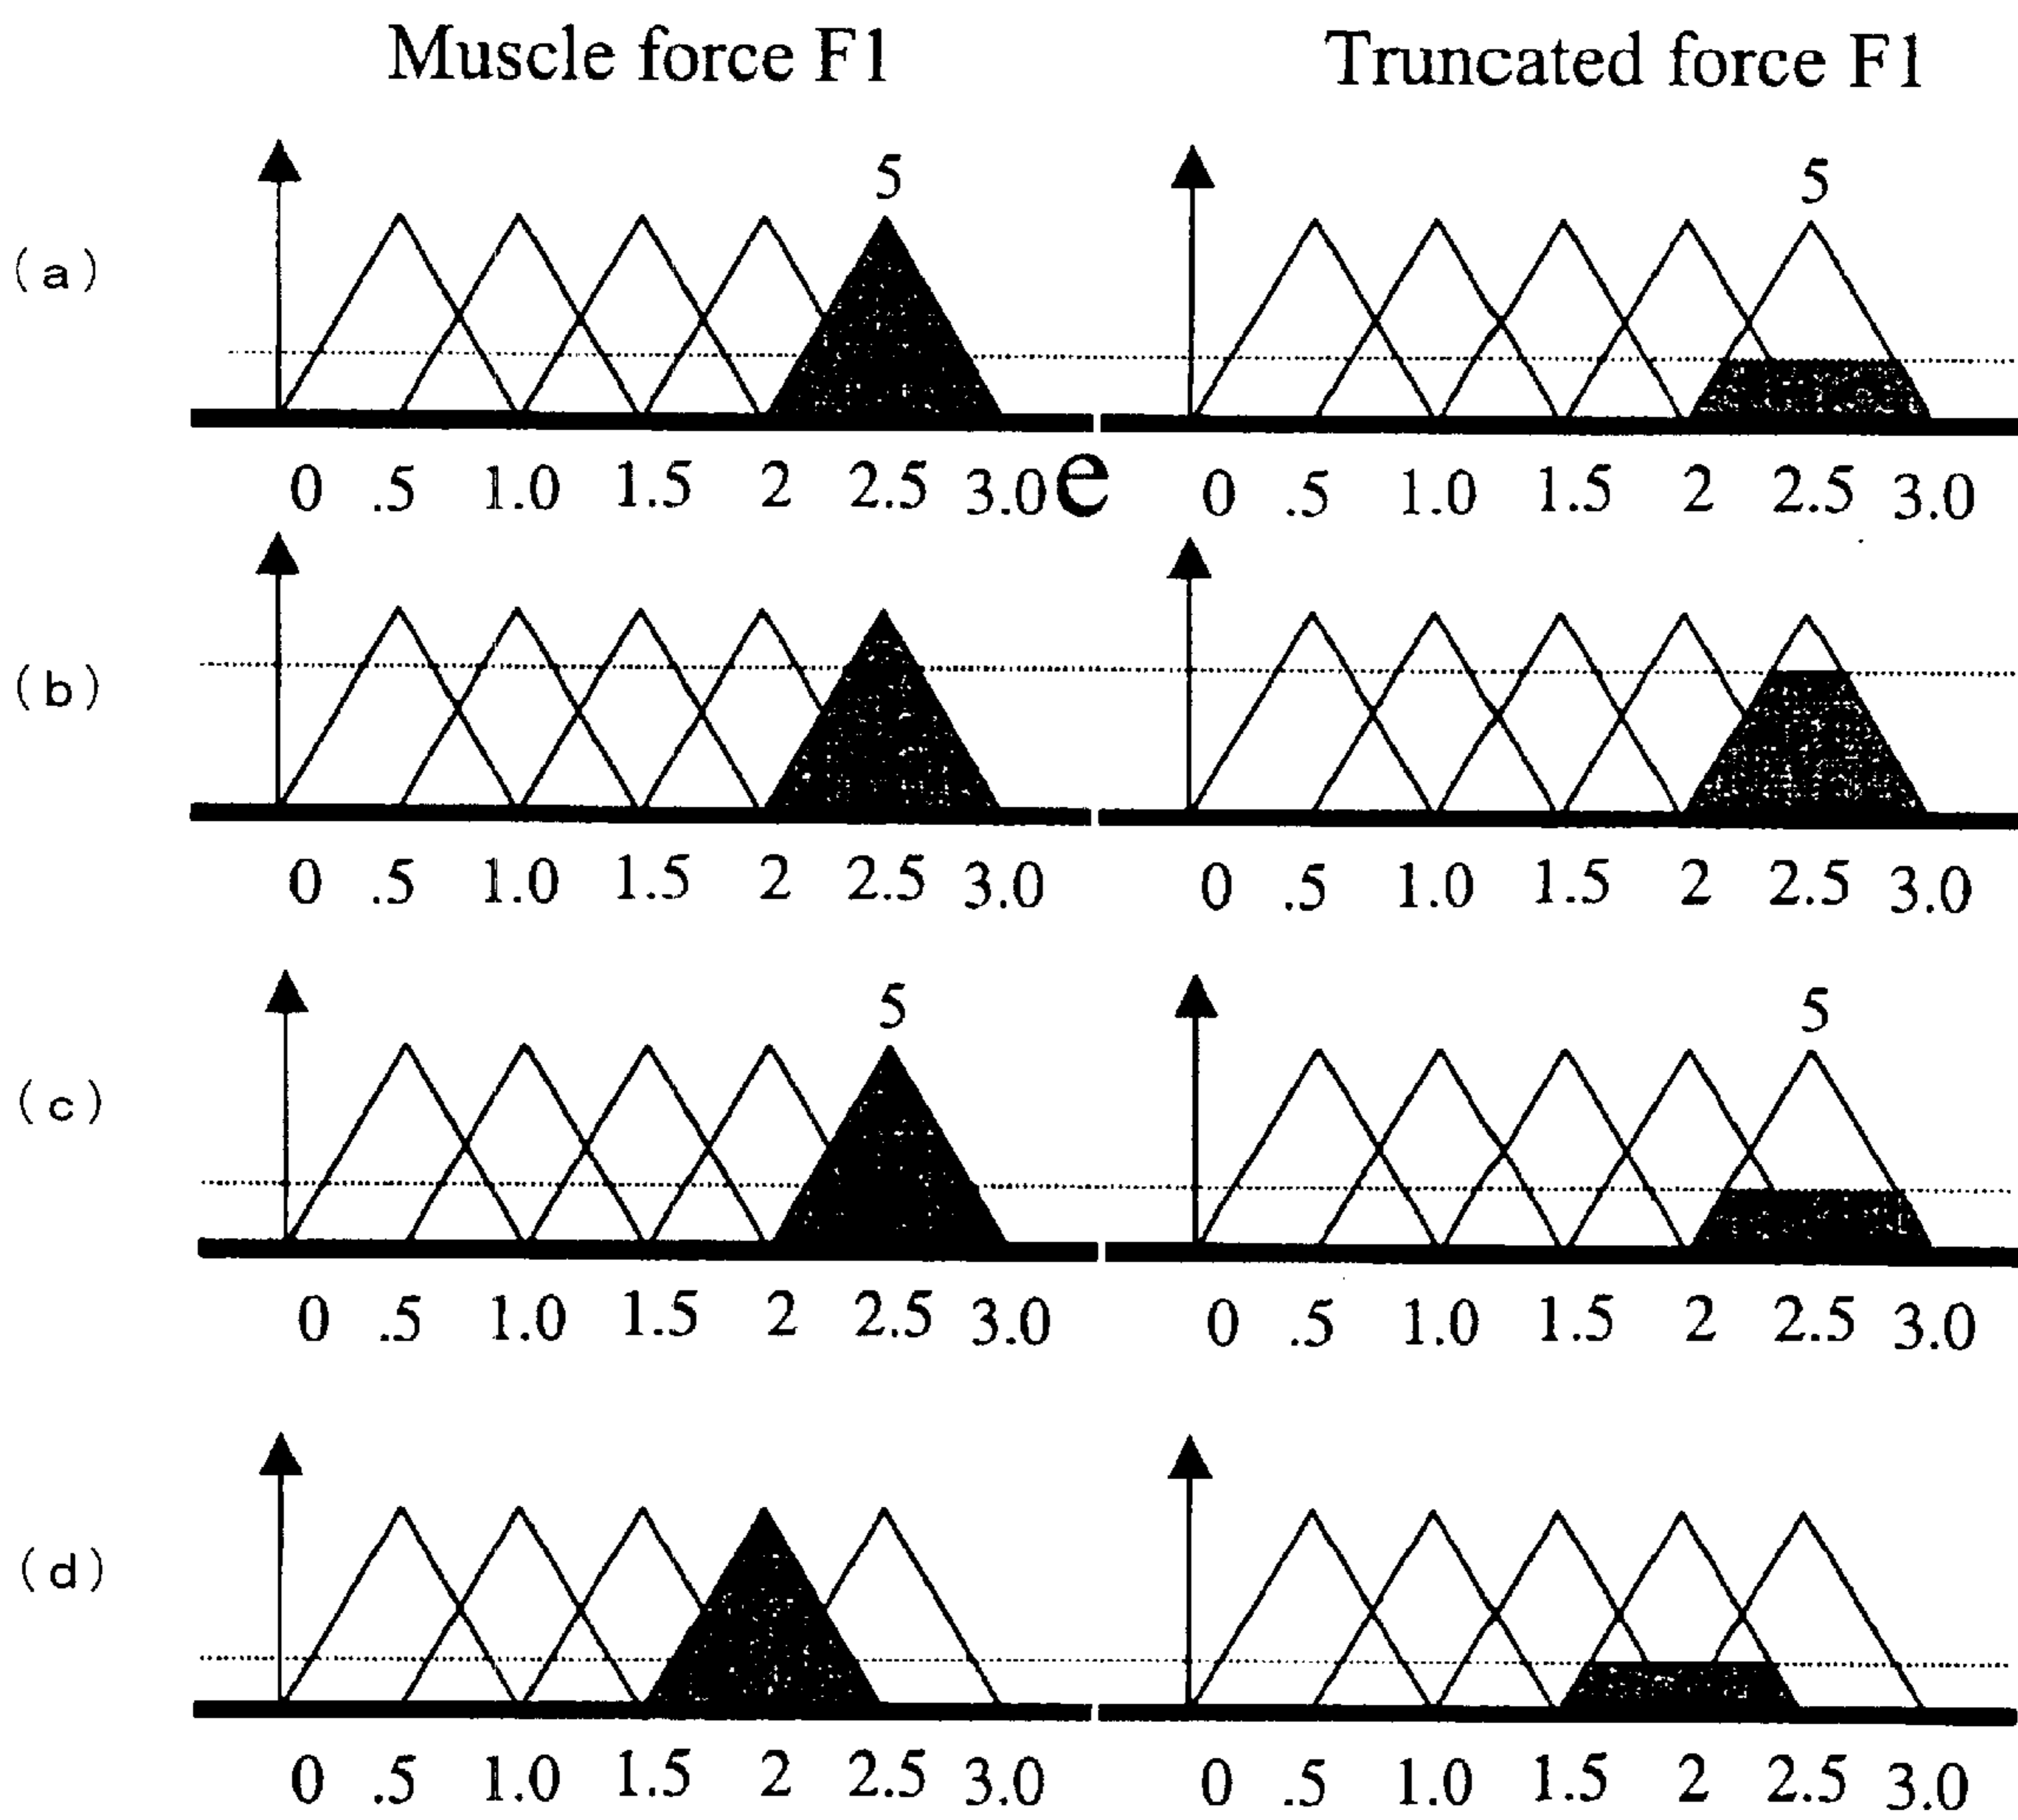 Muscle force F1 Truncated force F1
5 5
(a)
0 .5 1.0 1.5 2 2.5 3.0 e 0 .5 1.0 1.5 2 2.5 3.0
(b)
0 .5 1.0 1.5 2 2.5 3.0 0 .5 1.0 1.5 2 2.5 3.0
5 5
(c)
0 .5 1.0 1.5 2 2.5 3.0 0 .5 1.0 1.5 2 2.5 3.0
(d)
0 .5 1.0 1.5 2 2.5 3.0 0 .5 1.0 1.5 2 2.5 3.0